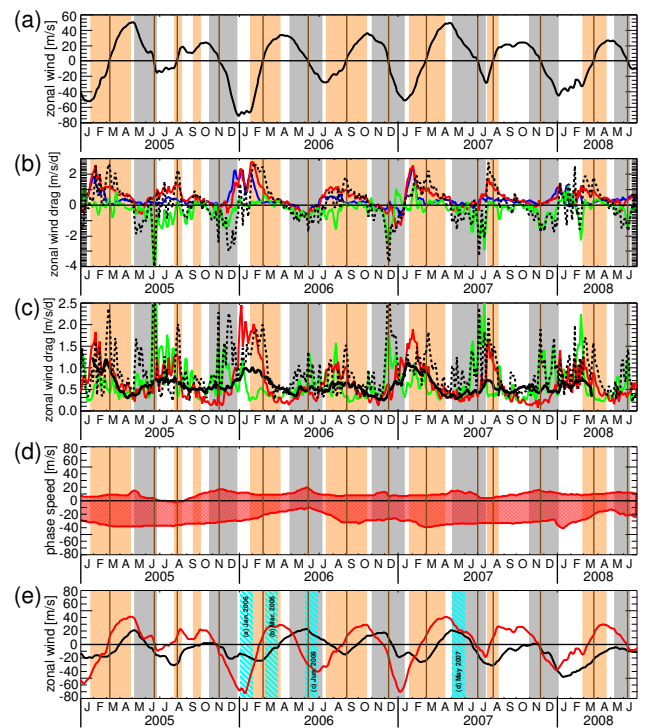 (a)
zonal wind [m/s]
60
40
20
0
-20
-40
-60
-80
J F M A M J J A S O N D J F M A M J J A S O N D J F M A M J J A S O N D J F M A M J
2005 2006 2007 2008
(b)
zonal wind drag [m/s/d]
2
0
-2
-4
J F M A M J J A S O N D J F M A M J J A S O N D J F M A M J J A S O N D J F M A M J
2005 2006 2007 2008
(c)
zonal wind drag [m/s/d]
2.5
2.0
1.5
1.0
0.5
0.0
J F M A M J J A S O N D J F M A M J J A S O N D J F M A M J J A S O N D J F M A M J
2005 2006 2007 2008
(d)
phase speed [m/s]
80
60
40
20
0
-20
-40
-60
-80
J F M A M J J A S O N D J F M A M J J A S O N D J F M A M J J A S O N D J F M A M J
2005 2006 2007 2008
(e)
zonal wind [m/s]
80
60
40
20
0
-20
-40
-60
-80
(a) Jan. 2006
(b) Mar. 2006
(c) Jun. 2006
(d) May 2007
J F M A M J J A S O N D J F M A M J J A S O N D J F M A M J J A S O N D J F M A M J
2005 2006 2007 2008